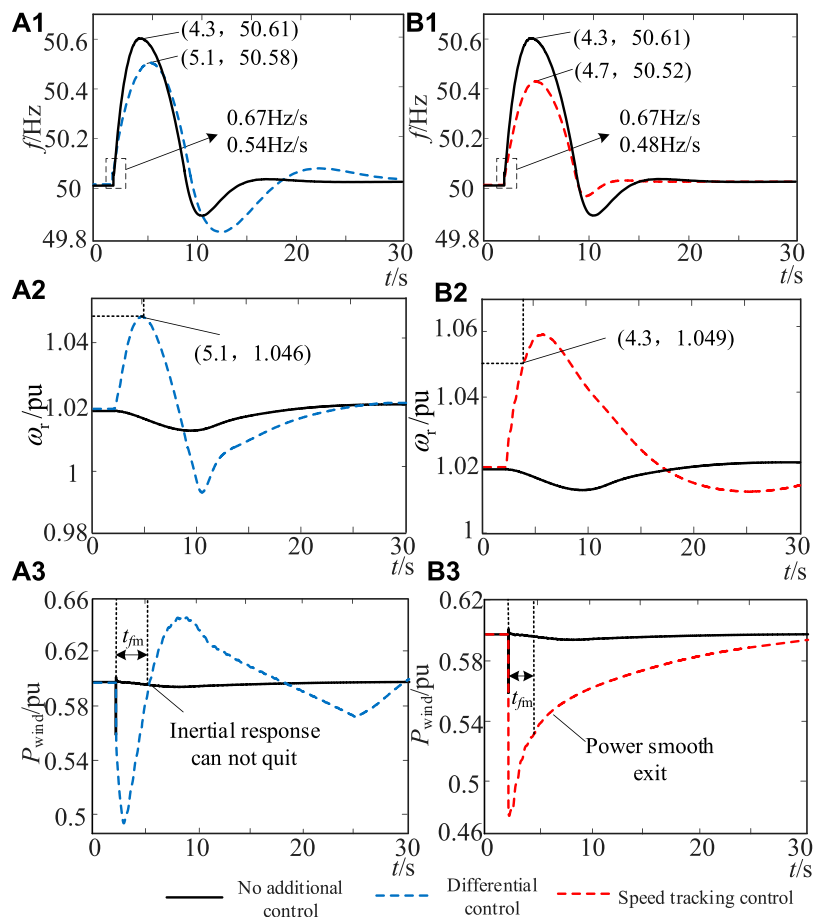 A1
f/Hz
50.6
50.4
50.2
50
49.8
(4.3，50.61)
(5.1，50.58)
0.67Hz/s
0.54Hz/s
0
10
20
30
t/s
B1
f/Hz
50.6
50.4
50.2
50
49.8
(4.3，50.61)
(4.7，50.52)
0.67Hz/s
0.48Hz/s
0
10
20
30
t/s
A2
ωr/pu
1.04
1.02
1
0.98
(5.1，1.046)
0
10
20
30
t/s
B2
ωr/pu
1.06
1.04
1.02
1
(4.3，1.049)
0
10
20
30
t/s
A3
Pwind/pu
0.66
0.62
0.58
0.54
0.5
tfm
Inertial response
can not quit
0
10
20
30
t/s
B3
Pwind/pu
0.62
0.58
0.54
0.5
0.46
tfm
Power smooth
exit
0
10
20
30
t/s
No additional
control
Differential
control
Speed tracking control